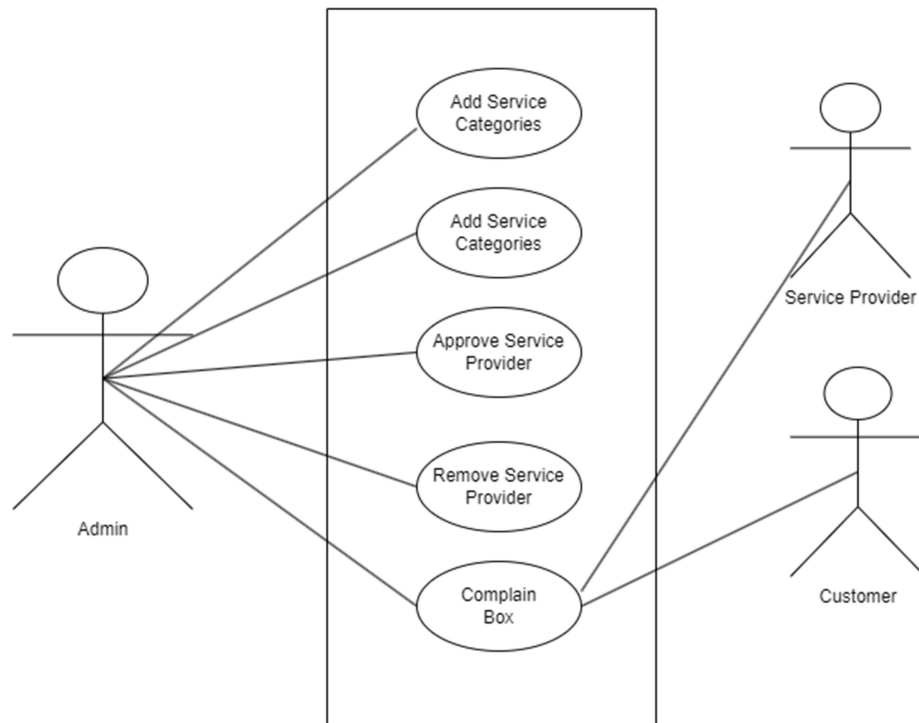 Add Service
Categories
Add Service
Categories
Approve Service
Provider
Remove Service
Provider
Complain
Box
Admin
Service Provider
Customer